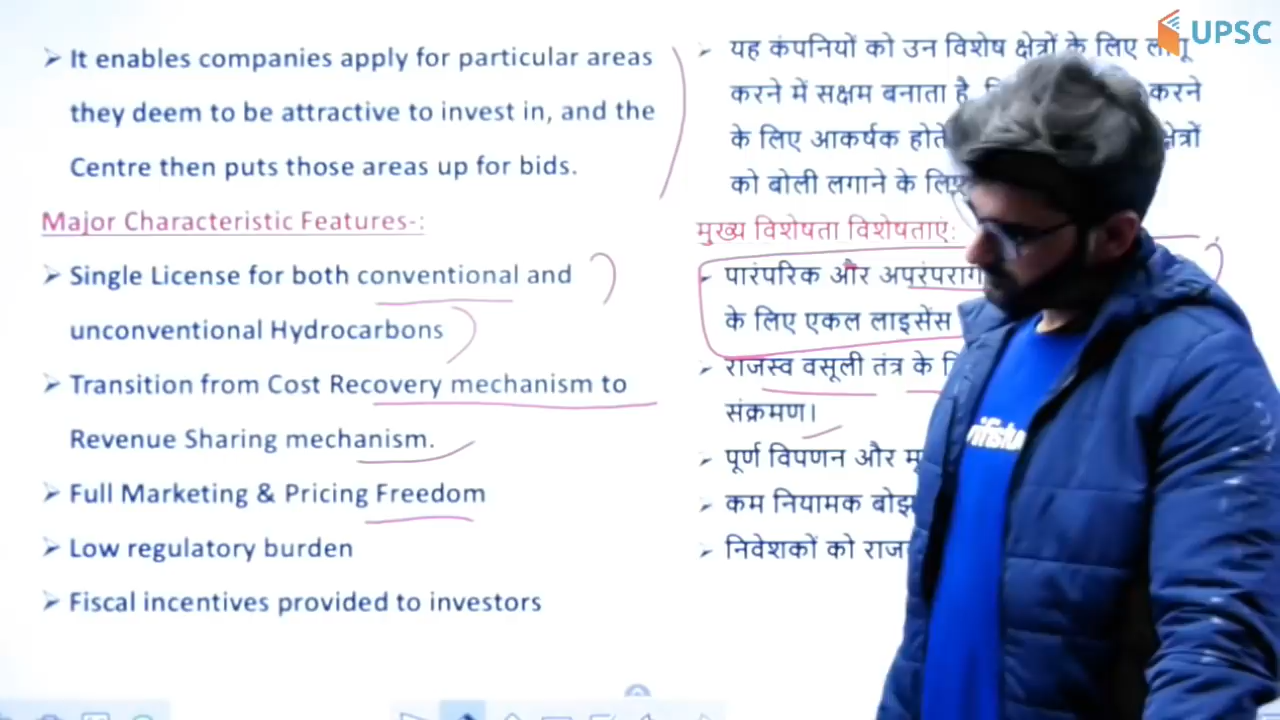 UPSC
It enables companies apply for particular areas
they deem to be attractive to invest in, and the
Centre then puts those areas up for bids.
Major Characteristic Features-:
Single License for both conventional and
unconventional Hydrocarbons
Transition from Cost Recovery mechanism to
Revenue Sharing mechanism.
Full Marketing & Pricing Freedom
Low regulatory burden
Fiscal incentives provided to investors
यह कंपनियों को उन विशेष क्षेत्रों के लिए
करने में सक्षम बनाता है करने
के लिए आकर्षक होते क्षेत्रों
को बोली लगाने के लिए
मुख्य विशेषता विशेषताएं:
पारंपरिक और
के लिए एकल लाइसेंस
राजस्व वसूली तंत्र के
संक्रमण।
पूर्ण विपणन और
कम नियामक बोझ
निवेशकों को